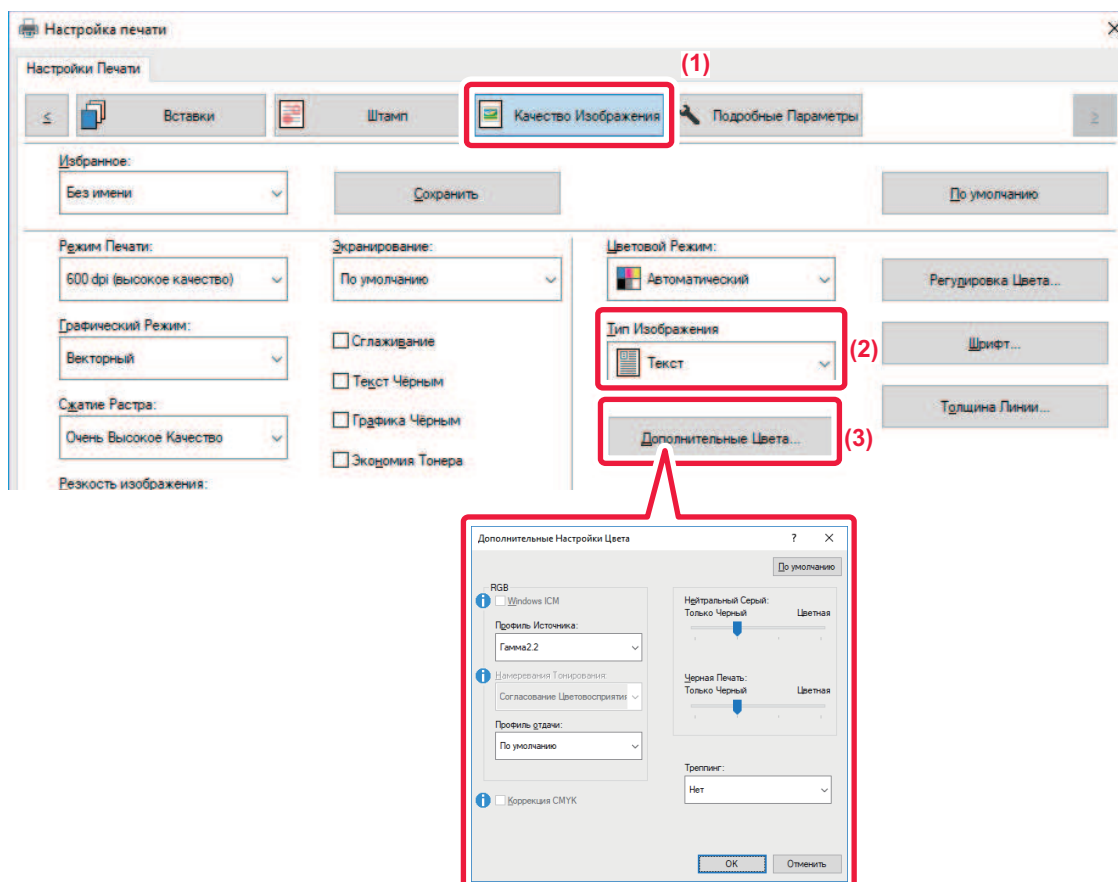 Настройка печати
Настройки Печати
(1)
≤ Вставки Штамп Качество Изображения Подробные Параметры ≥
Избранное:
Без имени Сохранить По умолчанию
Режим Печати: Экранирование: Цветовой Режим:
600 dpi (высокое качество) По умолчанию Автоматический Регулировка Цвета...
Графический Режим: Тип Изображения
Векторный Сглаживание Текст (2) Шрифт...
Текст Чёрным
Сжатие Растра: Толщина Линии...
Очень Высокое Качество Графика Чёрным Дополнительные Цвета... (3)
Экономия Тонера
Резкость изображения:
Дополнительные Настройки Цвета ?
По умолчанию
RGB
Windows ICM
Профиль Источника:
Гамма2.2
Намеревания Тонирования:
Согласование Цветовосприятия
Профиль отдачи:
По умолчанию
Коррекция CMYK
Нейтральный Серый:
Только Черный Цветная
Черная Печать:
Только Черный Цветная
Треппинг:
Нет
OK Отменить